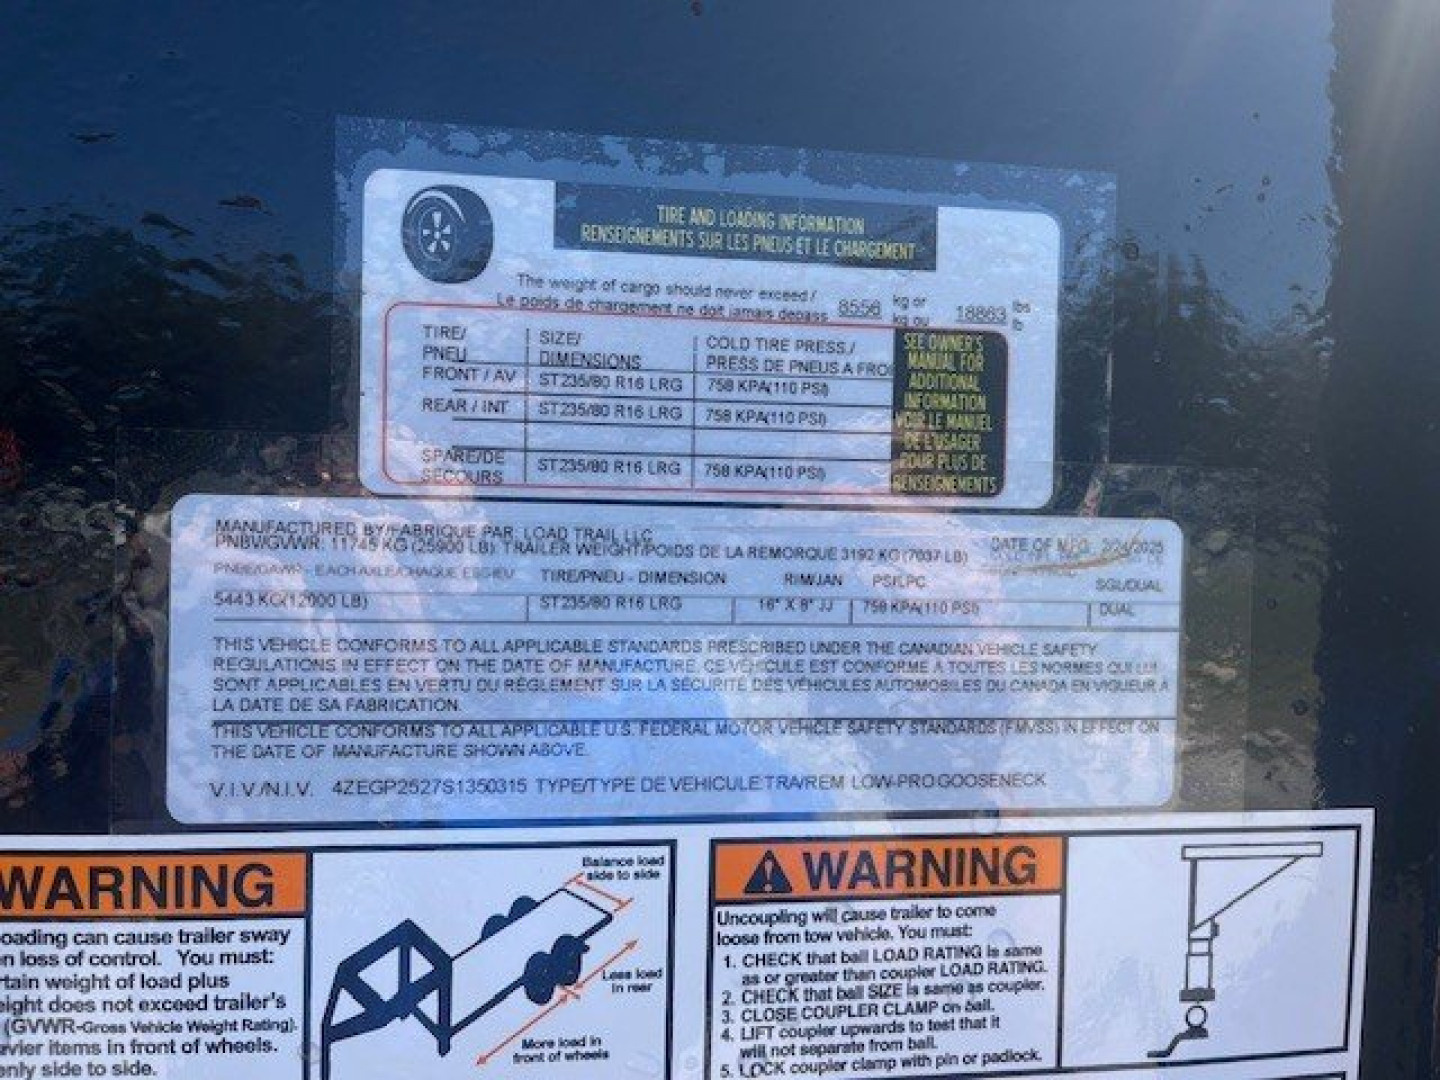 TIRE AND LOADING INFORMATION
RENSEIGNEMENTS SUR LES PNEUS ET LE CHARGEMENT
The weight of cargo should never exceed /
Le poids de chargement ne doit jamais depass 8556 kg or kg ou 18863 lbs lb
TIRE/ PNEU SIZE/ DIMENSIONS COLD TIRE PRESS./ PRESS DE PNEUS A FROI
FRONT / AV ST235/80 R16 LRG 758 KPA(110 PSI)
REAR / INT ST235/80 R16 LRG 758 KPA(110 PSI)
SPARE/DE SECOURS ST235/80 R16 LRG 758 KPA(110 PSI)
SEE OWNER'S
MANUAL FOR
ADDITIONAL
INFORMATION
VOIR LE MANUEL
DE L'USAGER
POUR PLUS DE
RENSEIGNEMENTS
MANUFACTURED BY/FABRIQUE PAR: LOAD TRAIL LLC
PNBV/GVWR: 11748 KG (25900 LB) TRAILER WEIGHT/POIDS DE LA REMORQUE 3192 KG (7037 LB) DATE OF MFG 2/24/2025
PNBE/GAWR - EACH AXLE/CHAQUE ESSIEU TIRE/PNEU - DIMENSION RIM/JAN PSI/LPC SGL/DUAL
5443 KG(12000 LB) ST235/80 R16 LRG 16" X 8" JJ 758 KPA(110 PSI) DUAL
THIS VEHICLE CONFORMS TO ALL APPLICABLE STANDARDS PRESCRIBED UNDER THE CANADIAN VEHICLE SAFETY
REGULATIONS IN EFFECT ON THE DATE OF MANUFACTURE. CE VÉHICULE EST CONFORME A TOUTES LES NORMES QUI LUI
SONT APPLICABLES EN VERTU DU RÈGLEMENT SUR LA SÉCURITÉ DES VÉHICULES AUTOMOBILES DU CANADA EN VIGUEUR A
LA DATE DE SA FABRICATION.
THIS VEHICLE CONFORMS TO ALL APPLICABLE U.S. FEDERAL MOTOR VEHICLE SAFETY STANDARDS (FMVSS) IN EFFECT ON
THE DATE OF MANUFACTURE SHOWN ABOVE.
V.I.V./N.I.V. 4ZEGP2527S1350315 TYPE/TYPE DE VEHICULE:TRA/REM LOW-PRO GOOSENECK
WARNING
oading can cause trailer sway
n loss of control. You must:
rtain weight of load plus
eight does not exceed trailer's
(GVWR-Gross Vehicle Weight Rating).
avier items in front of wheels.
enly side to side.
Balance load
side to side
Less load
in rear
More load in
front of wheels
WARNING
Uncoupling will cause trailer to come
loose from tow vehicle. You must:
1. CHECK that ball LOAD RATING is same
as or greater than coupler LOAD RATING.
2. CHECK that ball SIZE is same as coupler.
3. CLOSE COUPLER CLAMP on ball.
4. LIFT coupler upwards to test that it
will not separate from ball.
5. LOCK coupler clamp with pin or padlock.